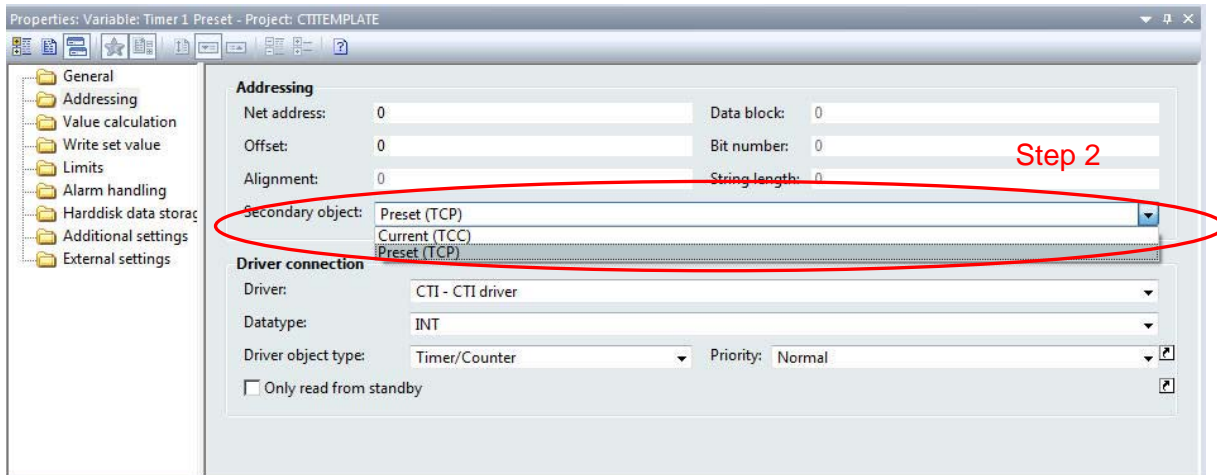 Properties: Variable: Timer 1 Preset - Project: CTITEMPLATE
General
Addressing
Value calculation
Write set value
Limits
Alarm handling
Harddisk data storag
Additional settings
External settings
Addressing
Net address: 0 Data block: 0
Offset: 0 Bit number: 0
Step 2
Alignment: 0 String length: 0
Secondary object: Preset (TCP)
Current (TCC)
Preset (TCP)
Driver connection
Driver: CTI - CTI driver
Datatype: INT
Driver object type: Timer/Counter Priority: Normal
Only read from standby